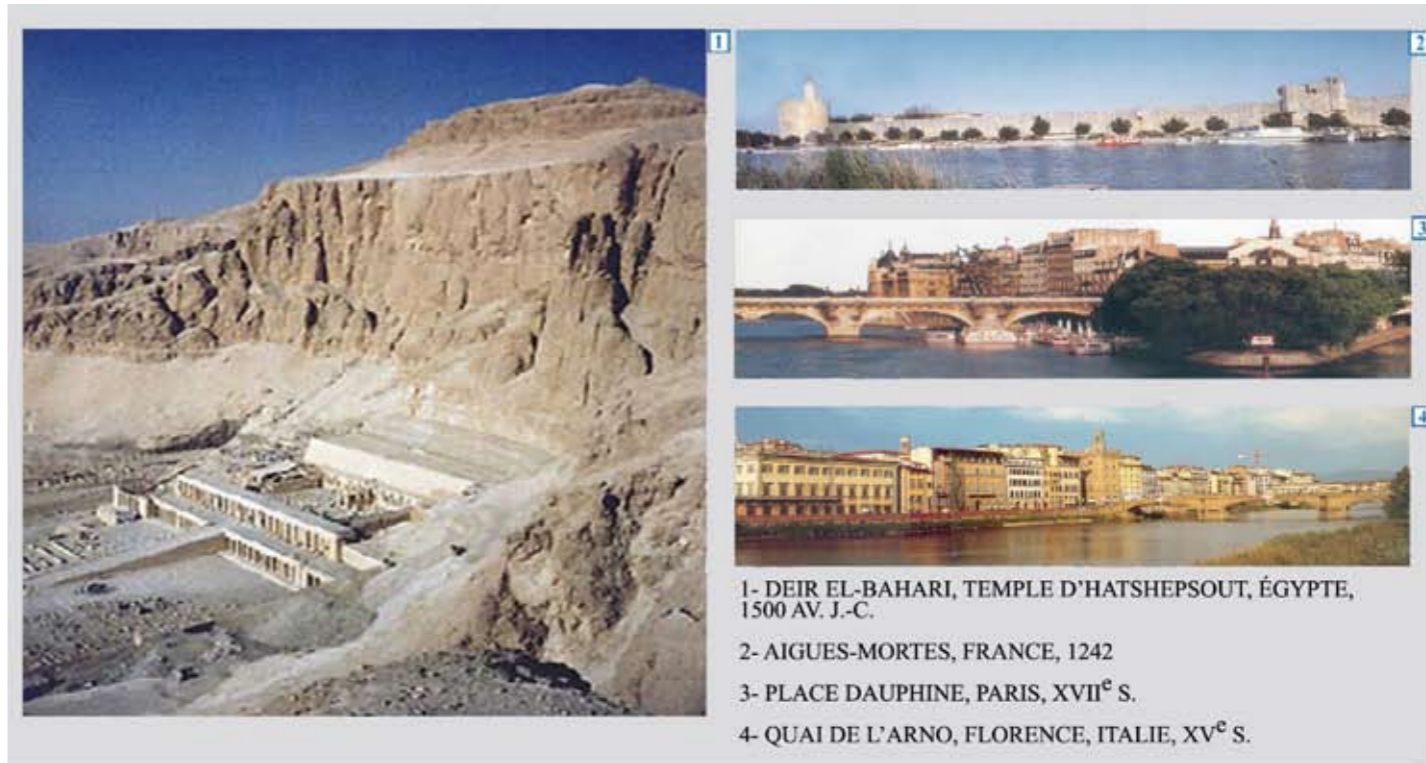 1
2
3
4
1- DEIR EL-BAHARI, TEMPLE D'HATSHEPSOUT, ÉGYPTE,
1500 AV. J.-C.
2- AIGUES-MORTES, FRANCE, 1242
3- PLACE DAUPHINE, PARIS, XVIIe S.
4- QUAI DE L'ARNO, FLORENCE, ITALIE, XVe S.